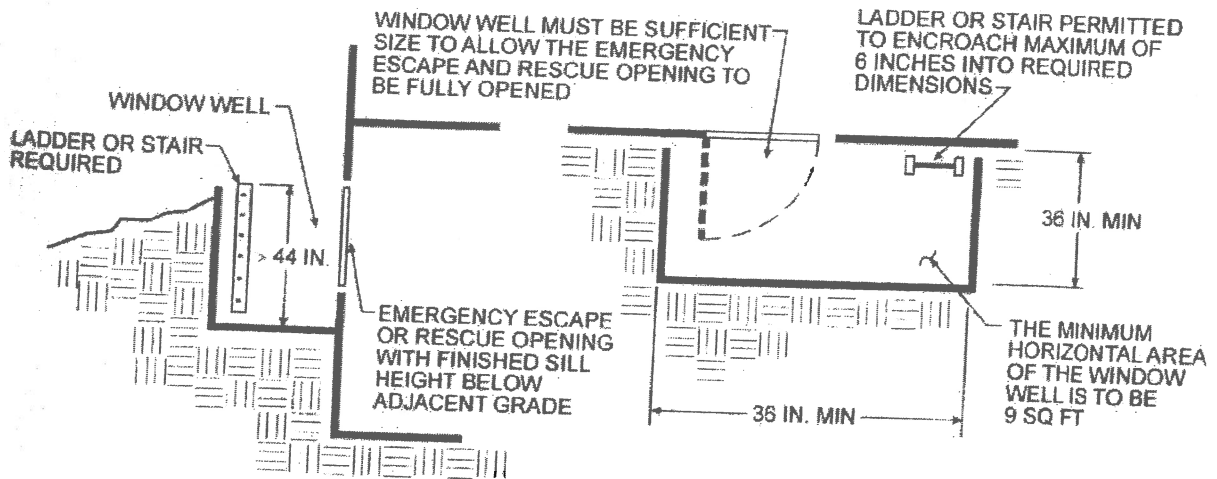 WINDOW WELL MUST BE SUFFICIENT
SIZE TO ALLOW THE EMERGENCY
ESCAPE AND RESCUE OPENING TO
BE FULLY OPENED
LADDER OR STAIR PERMITTED
TO ENCROACH MAXIMUM OF
6 INCHES INTO REQUIRED
DIMENSIONS
WINDOW WELL
LADDER OR STAIR
REQUIRED
> 44 IN.
36 IN. MIN
EMERGENCY ESCAPE
OR RESCUE OPENING
WITH FINISHED SILL
HEIGHT BELOW
ADJACENT GRADE
36 IN. MIN
THE MINIMUM
HORIZONTAL AREA
OF THE WINDOW
WELL IS TO BE
9 SQ FT